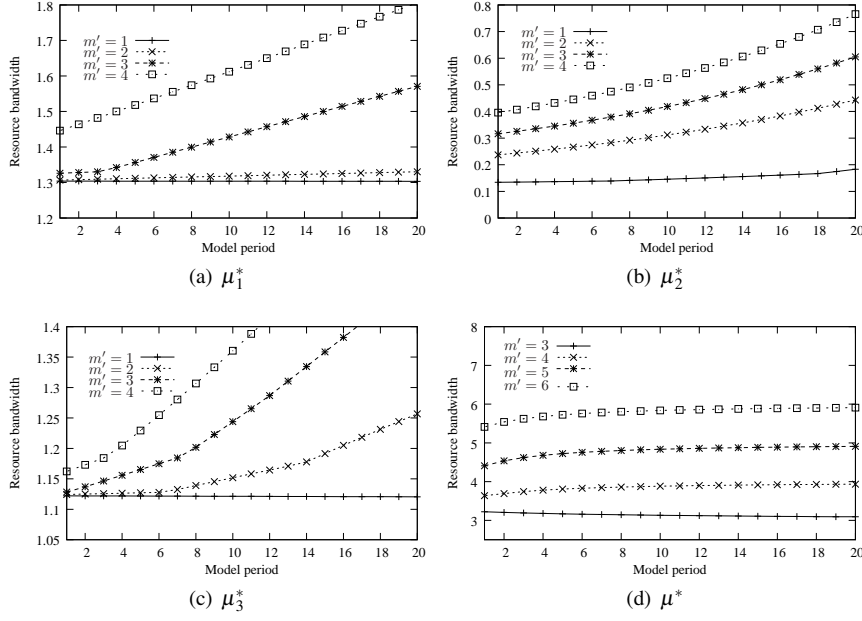 1.8
1.7
1.6
1.5
1.4
1.3
1.2
Resource bandwidth
m′ = 1
m′ = 2
m′ = 3
m′ = 4
2 4 6 8 10 12 14 16 18 20
Model period
(a) μ₁*
0.8
0.7
0.6
0.5
0.4
0.3
0.2
0.1
0
Resource bandwidth
m′ = 1
m′ = 2
m′ = 3
m′ = 4
2 4 6 8 10 12 14 16 18 20
Model period
(b) μ₂*
1.4
1.35
1.3
1.25
1.2
1.15
1.1
1.05
Resource bandwidth
m′ = 1
m′ = 2
m′ = 3
m′ = 4
2 4 6 8 10 12 14 16 18 20
Model period
(c) μ₃*
8
7
6
5
4
3
Resource bandwidth
m′ = 3
m′ = 4
m′ = 5
m′ = 6
2 4 6 8 10 12 14 16 18 20
Model period
(d) μ*